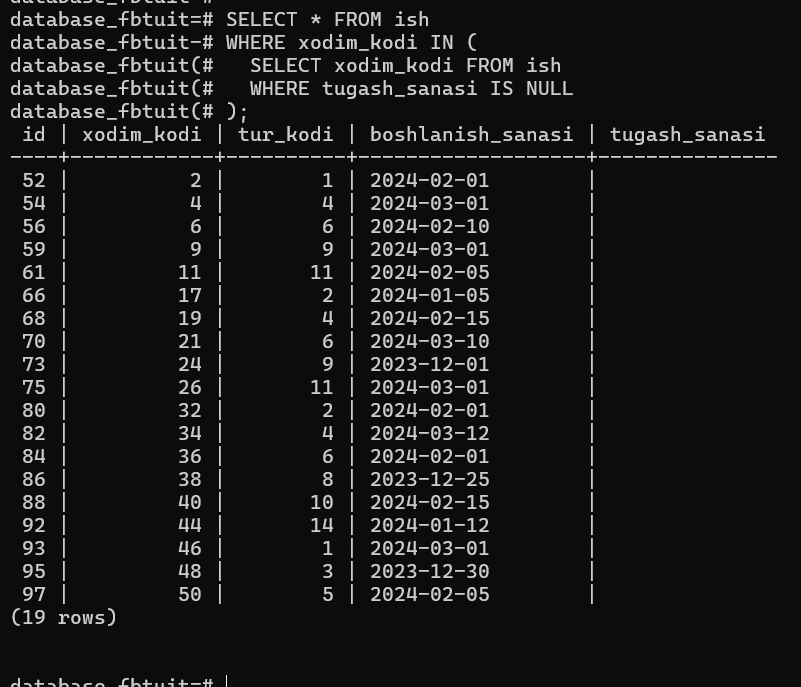 database_fbtuit=# SELECT * FROM ish
database_fbtuit-# WHERE xodim_kodi IN (
database_fbtuit(#   SELECT xodim_kodi FROM ish
database_fbtuit(#   WHERE tugash_sanasi IS NULL
database_fbtuit(# );
 id | xodim_kodi | tur_kodi | boshlanish_sanasi | tugash_sanasi
----+------------+----------+-------------------+---------------
 52 |          2 |        1 | 2024-02-01        |
 54 |          4 |        4 | 2024-03-01        |
 56 |          6 |        6 | 2024-02-10        |
 59 |          9 |        9 | 2024-03-01        |
 61 |         11 |       11 | 2024-02-05        |
 66 |         17 |        2 | 2024-01-05        |
 68 |         19 |        4 | 2024-02-15        |
 70 |         21 |        6 | 2024-03-10        |
 73 |         24 |        9 | 2023-12-01        |
 75 |         26 |       11 | 2024-03-01        |
 80 |         32 |        2 | 2024-02-01        |
 82 |         34 |        4 | 2024-03-12        |
 84 |         36 |        6 | 2024-02-01        |
 86 |         38 |        8 | 2023-12-25        |
 88 |         40 |       10 | 2024-02-15        |
 92 |         44 |       14 | 2024-01-12        |
 93 |         46 |        1 | 2024-03-01        |
 95 |         48 |        3 | 2023-12-30        |
 97 |         50 |        5 | 2024-02-05        |
(19 rows)
database_fbtuit=#